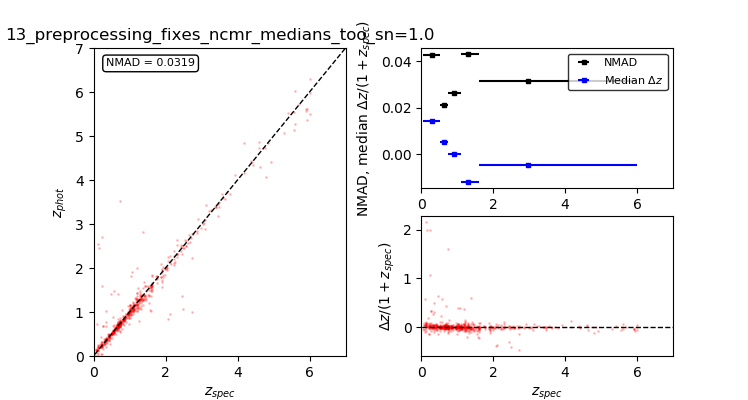 13_preprocessing_fixes_ncmr_medians_too_sn=1.0
NMAD = 0.0319
z_phot
7
6
5
4
3
2
1
0
0 2 4 6
z_spec
NMAD, median Δz/(1 + z_spec)
NMAD
Median Δz
0.04
0.02
0.00
0 2 4 6
Δz/(1 + z_spec)
2
1
0
0 2 4 6
z_spec